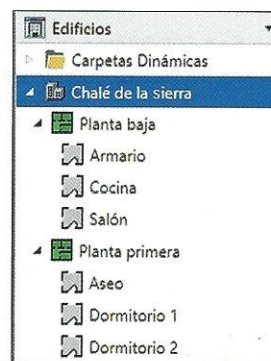 Edificios
Carpetas Dinámicas
Chalé de la sierra
Planta baja
Armario
Cocina
Salón
Planta primera
Aseo
Dormitorio 1
Dormitorio 2